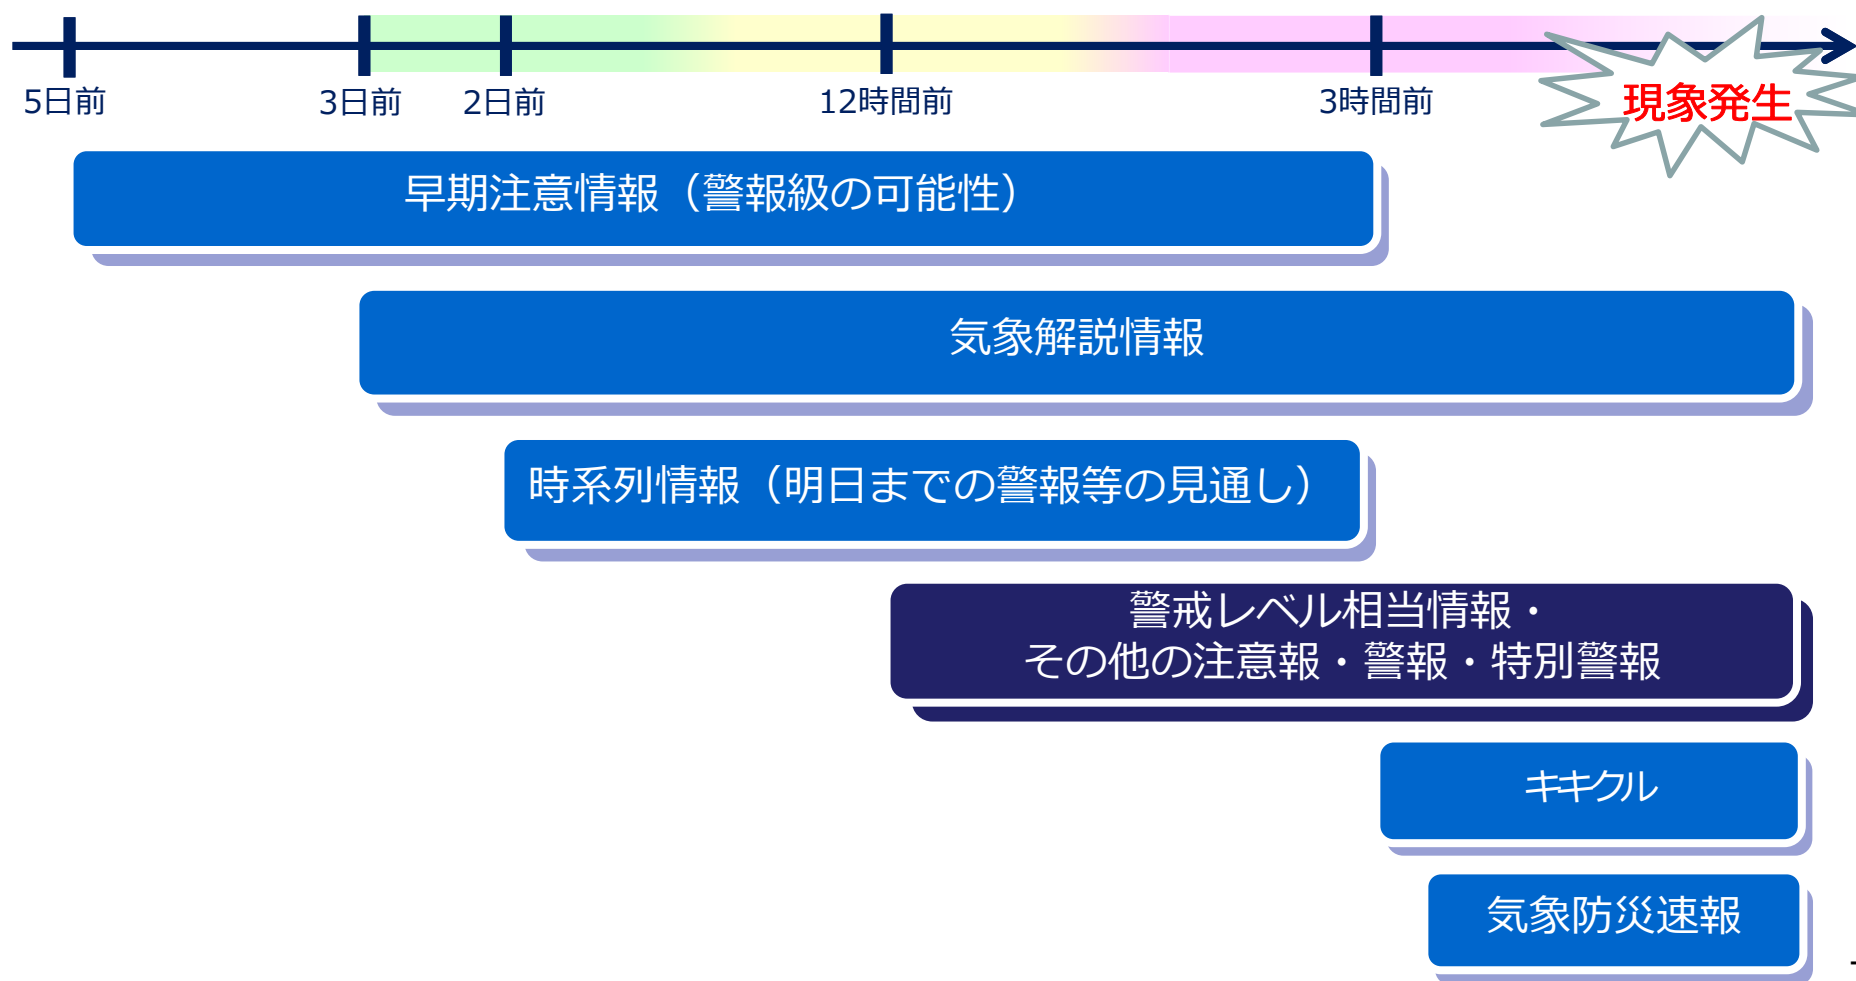 5日前
3日前
2日前
12時間前
3時間前
現象発生
早期注意情報（警報級の可能性）
気象解説情報
時系列情報（明日までの警報等の見通し）
警戒レベル相当情報・
その他の注意報・警報・特別警報
キキクル
気象防災速報